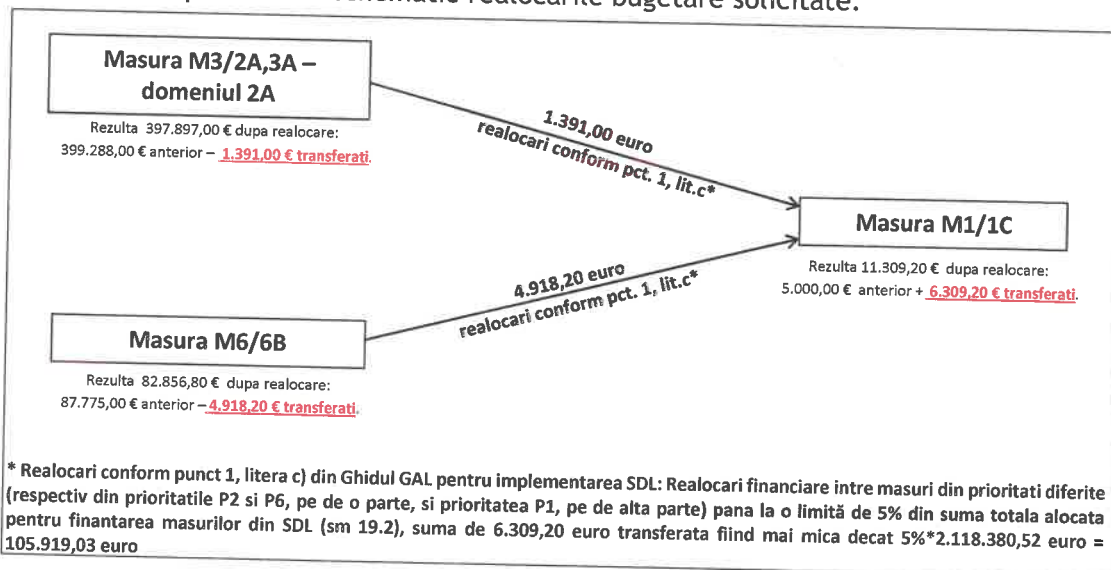 realocarile bugetare solicitate.
Masura M3/2A,3A –
domeniul 2A
Rezulta 397.897,00 € dupa realocare:
399.288,00 € anterior – 1.391,00 € transferati.
1.391,00 euro
realocari conform pct. 1, lit.c*
Masura M1/1C
Rezulta 11.309,20 € dupa realocare:
5.000,00 € anterior + 6.309,20 € transferati.
4.918,20 euro
realocari conform pct. 1, lit.c*
Masura M6/6B
Rezulta 82.856,80 € dupa realocare:
87.775,00 € anterior – 4.918,20 € transferati.
* Realocari conform punct 1, litera c) din Ghidul GAL pentru implementarea SDL: Realocari financiare intre masuri din prioritati diferite
(respectiv din prioritatile P2 si P6, pe de o parte, si prioritatea P1, pe de alta parte) pana la o limită de 5% din suma totala alocata
pentru finantarea masurilor din SDL (sm 19.2), suma de 6.309,20 euro transferata fiind mai mica decat 5%*2.118.380,52 euro =
105.919,03 euro